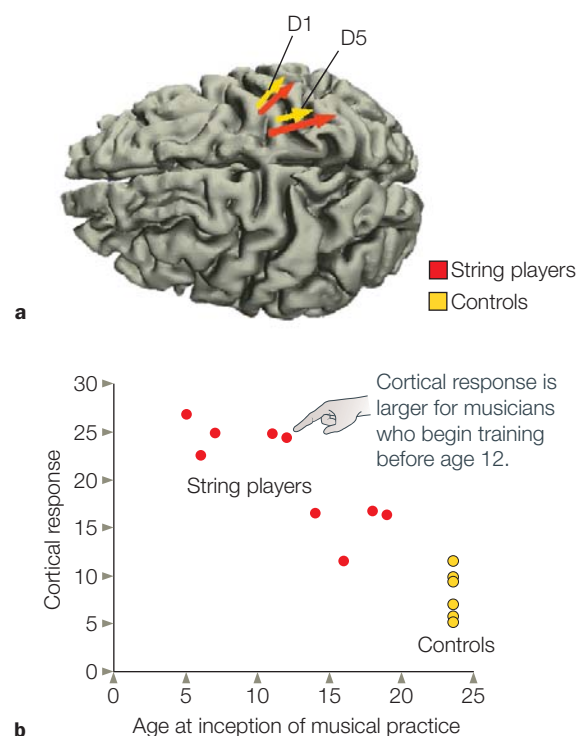 D1
D5
String players
Controls
a
30
25
20
15
10
5
0
Cortical response
Cortical response is
larger for musicians
who begin training
before age 12.
String players
Controls
0
5
10
15
20
25
Age at inception of musical practice
b